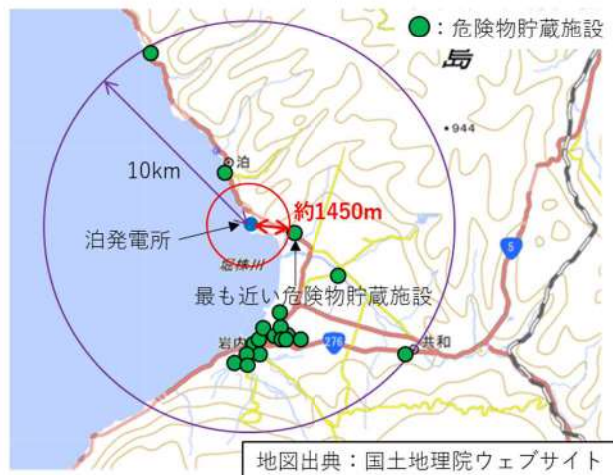 ：危険物貯蔵施設
島
・944
10km
泊
約1450m
泊発電所
堀株川
5
最も近い危険物貯蔵施設
岩内
276
共和
地図出典：国土地理院ウェブサイト